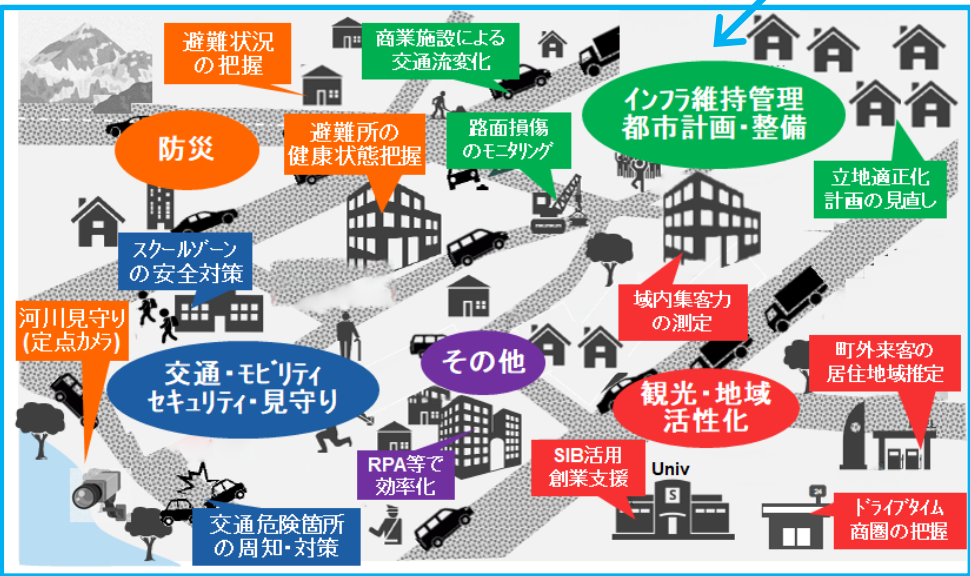 避難状況
の把握
商業施設による
交通流変化
インフラ維持管理
都市計画・整備
防災
避難所の
健康状態把握
路面損傷
のモニタリング
立地適正化
計画の見直し
スクールゾーン
の安全対策
河川見守り
(定点カメラ)
域内集客力
の測定
交通・モビリティ
セキュリティ・見守り
その他
町外来客の
居住地域推定
観光・地域
活性化
RPA等で
効率化
SIB活用
創業支援
Univ
S
24
交通危険箇所
の周知・対策
ドライブタイム
商圏の把握